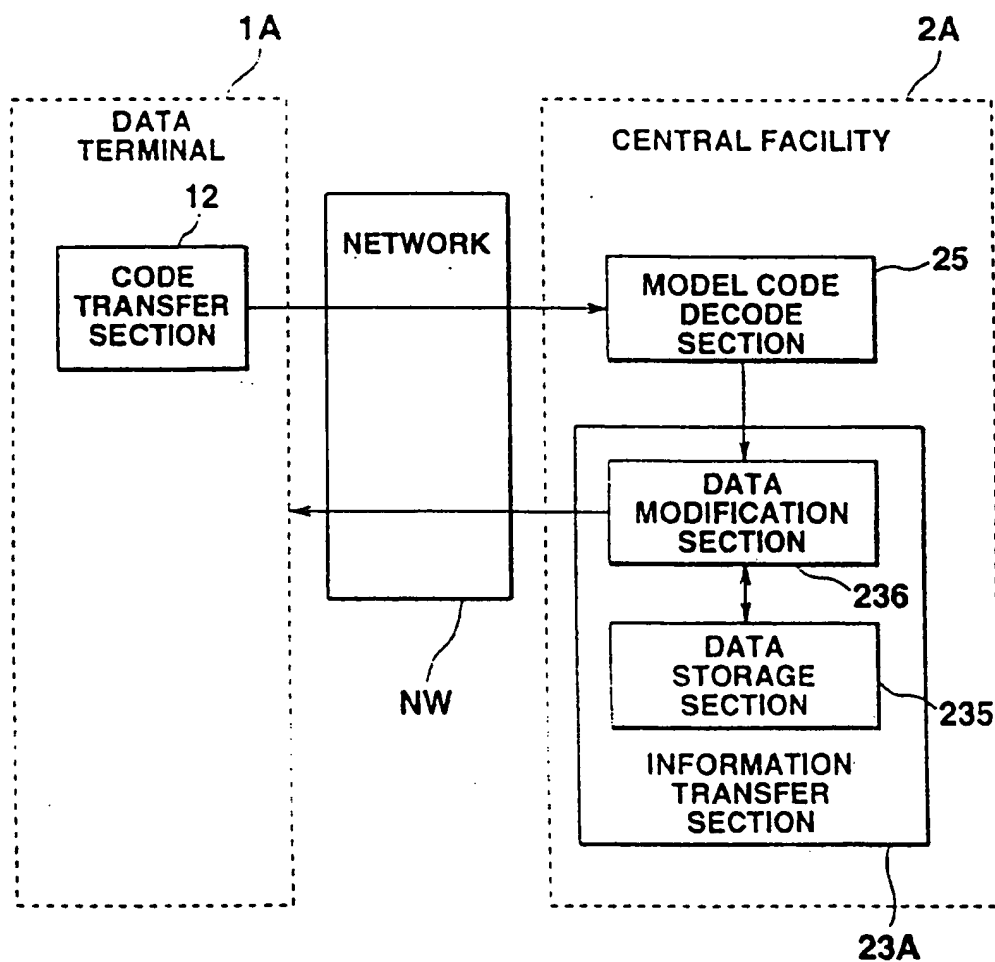 1A
2A
DATA
TERMINAL
CENTRAL FACILITY
12
NETWORK
25
CODE
TRANSFER
SECTION
MODEL CODE
DECODE
SECTION
DATA
MODIFICATION
SECTION
236
DATA
STORAGE
SECTION
235
NW
INFORMATION
TRANSFER
SECTION
23A